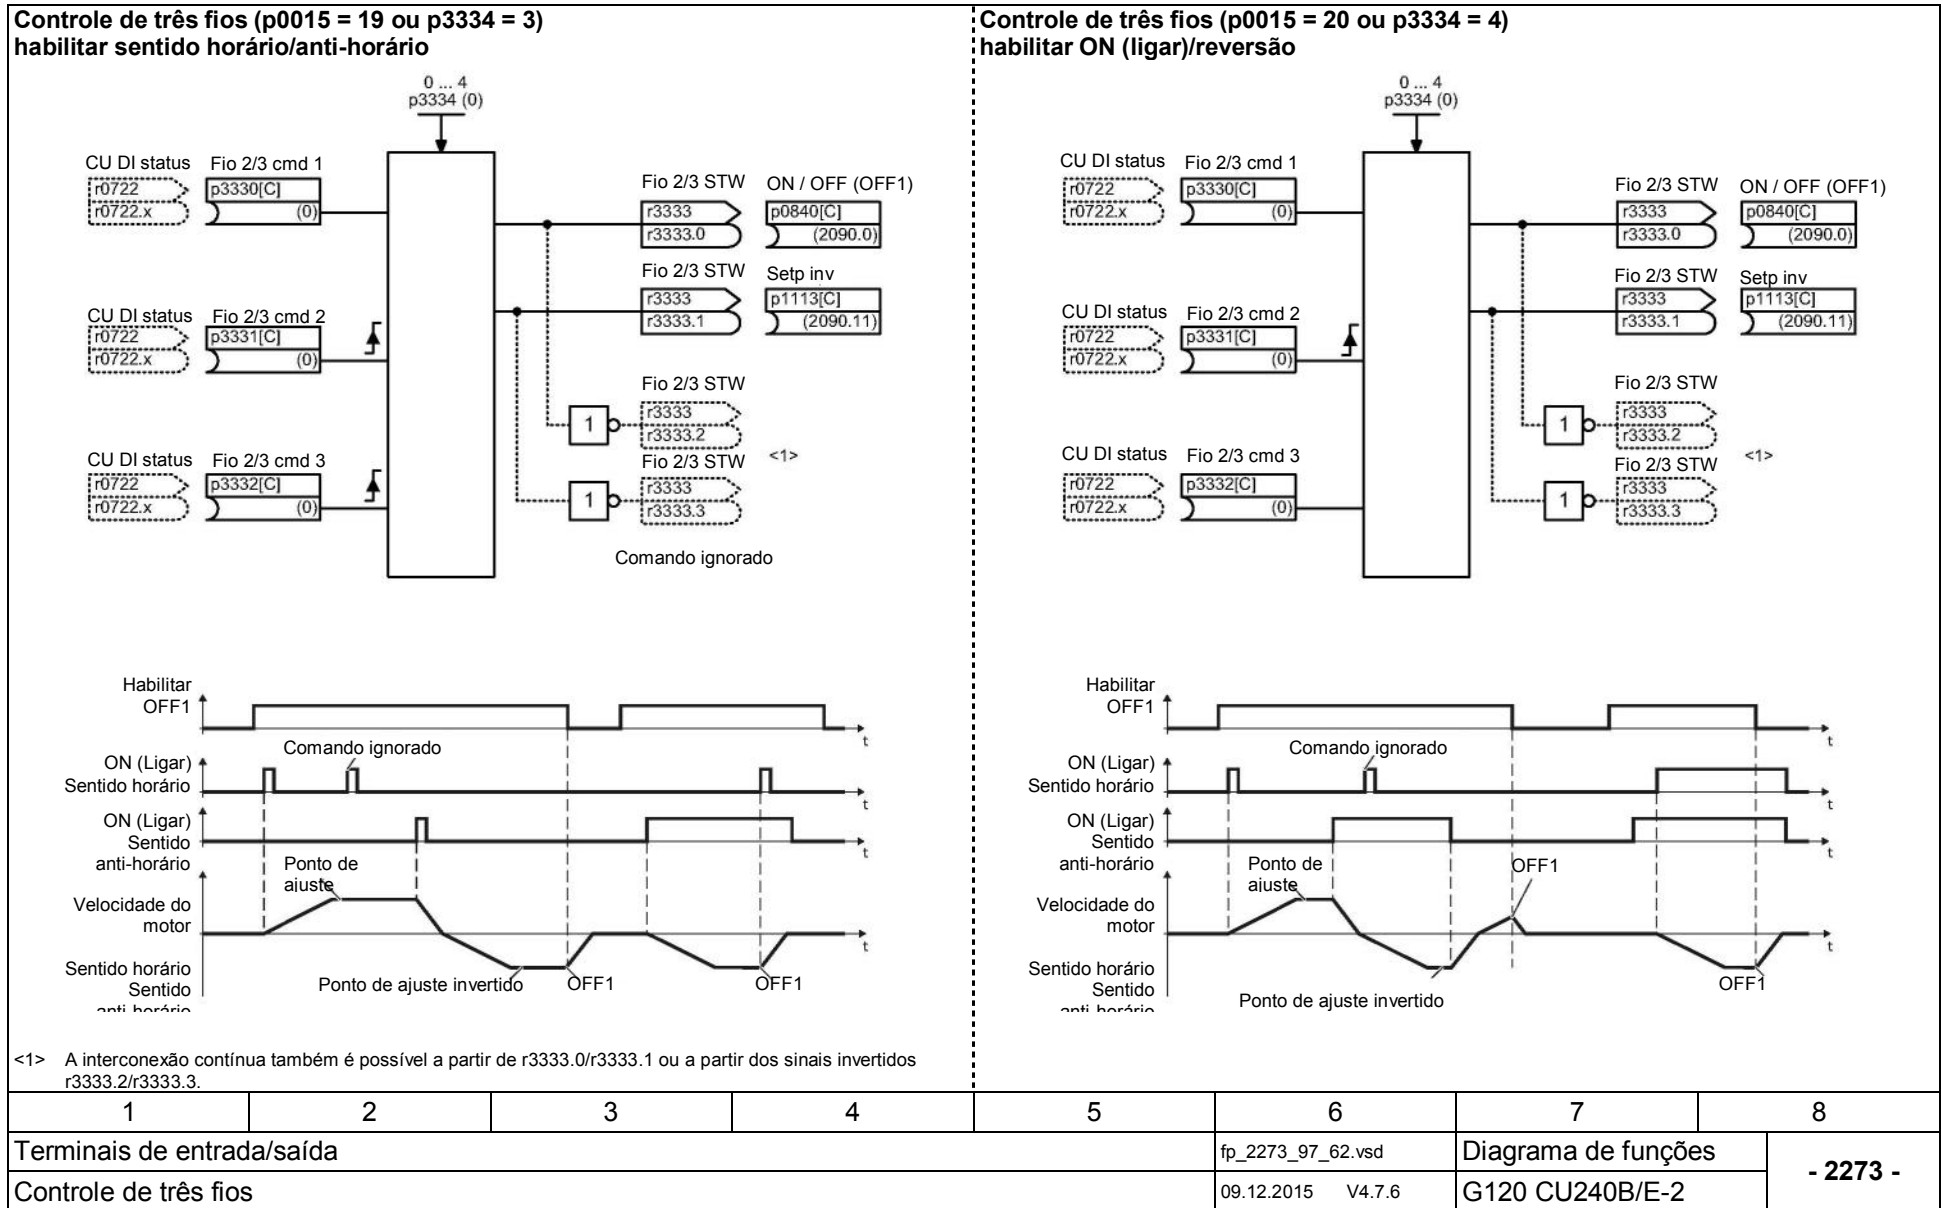 Controle de três fios (p0015 = 19 ou p3334 = 3)
habilitar sentido horário/anti-horário
0 ... 4
p3334 (0)
CU DI status
Fio 2/3 cmd 1
r0722
r0722.x
p3330[C]
(0)
CU DI status
Fio 2/3 cmd 2
r0722
r0722.x
p3331[C]
(0)
CU DI status
Fio 2/3 cmd 3
r0722
r0722.x
p3332[C]
(0)
Fio 2/3 STW
ON / OFF (OFF1)
r3333
r3333.0
p0840[C]
(2090.0)
Fio 2/3 STW
Setp inv
r3333
r3333.1
p1113[C]
(2090.11)
Fio 2/3 STW
1
r3333
r3333.2
Fio 2/3 STW
<1>
1
r3333
r3333.3
Comando ignorado
Habilitar
OFF1
t
Comando ignorado
ON (Ligar)
Sentido horário
t
ON (Ligar)
Sentido
anti-horário
t
Ponto de
ajuste
Velocidade do
motor
t
Sentido horário
Sentido
anti-horário
Ponto de ajuste invertido
OFF1
OFF1
<1> A interconexão contínua também é possível a partir de r3333.0/r3333.1 ou a partir dos sinais invertidos
r3333.2/r3333.3.
Controle de três fios (p0015 = 20 ou p3334 = 4)
habilitar ON (ligar)/reversão
0 ... 4
p3334 (0)
CU DI status
Fio 2/3 cmd 1
r0722
r0722.x
p3330[C]
(0)
CU DI status
Fio 2/3 cmd 2
r0722
r0722.x
p3331[C]
(0)
CU DI status
Fio 2/3 cmd 3
r0722
r0722.x
p3332[C]
(0)
Fio 2/3 STW
ON / OFF (OFF1)
r3333
r3333.0
p0840[C]
(2090.0)
Fio 2/3 STW
Setp inv
r3333
r3333.1
p1113[C]
(2090.11)
Fio 2/3 STW
1
r3333
r3333.2
Fio 2/3 STW
<1>
1
r3333
r3333.3
Habilitar
OFF1
t
Comando ignorado
ON (Ligar)
Sentido horário
t
ON (Ligar)
Sentido
anti-horário
t
Ponto de
ajuste
OFF1
Velocidade do
motor
t
Sentido horário
Sentido
anti-horário
Ponto de ajuste invertido
OFF1
1 2 3 4 5 6 7 8
Terminais de entrada/saída
fp_2273_97_62.vsd
Diagrama de funções
- 2273 -
Controle de três fios
09.12.2015 V4.7.6
G120 CU240B/E-2